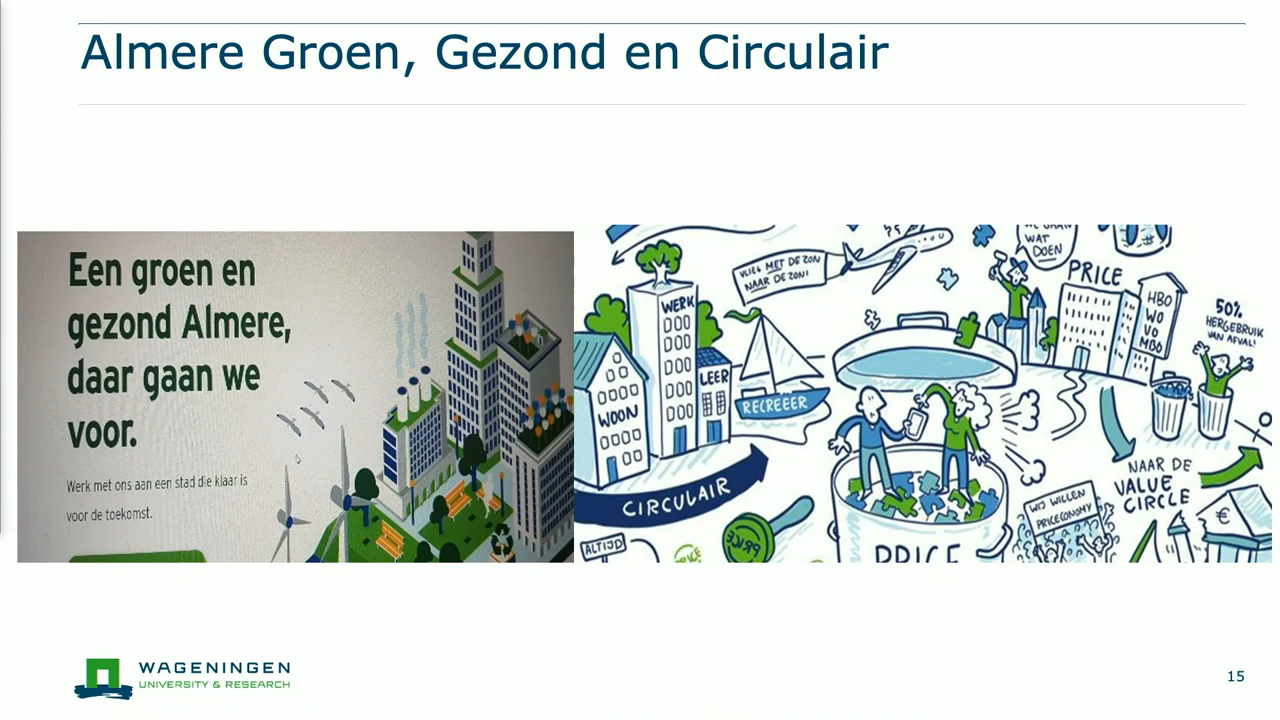 Almere Groen, Gezond en Circulair
Een groen en
gezond Almere,
daar gaan we
voor.
Werk met ons aan een stad die klaar is
voor de toekomst.
WOON
WERK
LEER
CIRCULAIR
VLIEG MET DE ZON
NAAR DE ZON!
RECREEER
??
WAT
DOEN
PRICE
HBO
WO
VO
MBO
50%
HERGEBRUIK
VAN AFVAL!
NAAR DE
VALUE
CIRCLE
WIJ WILLEN
PRICECONOMY
€
ALTIJD
PRICE
PRICE
WAGENINGEN
UNIVERSITY & RESEARCH
15